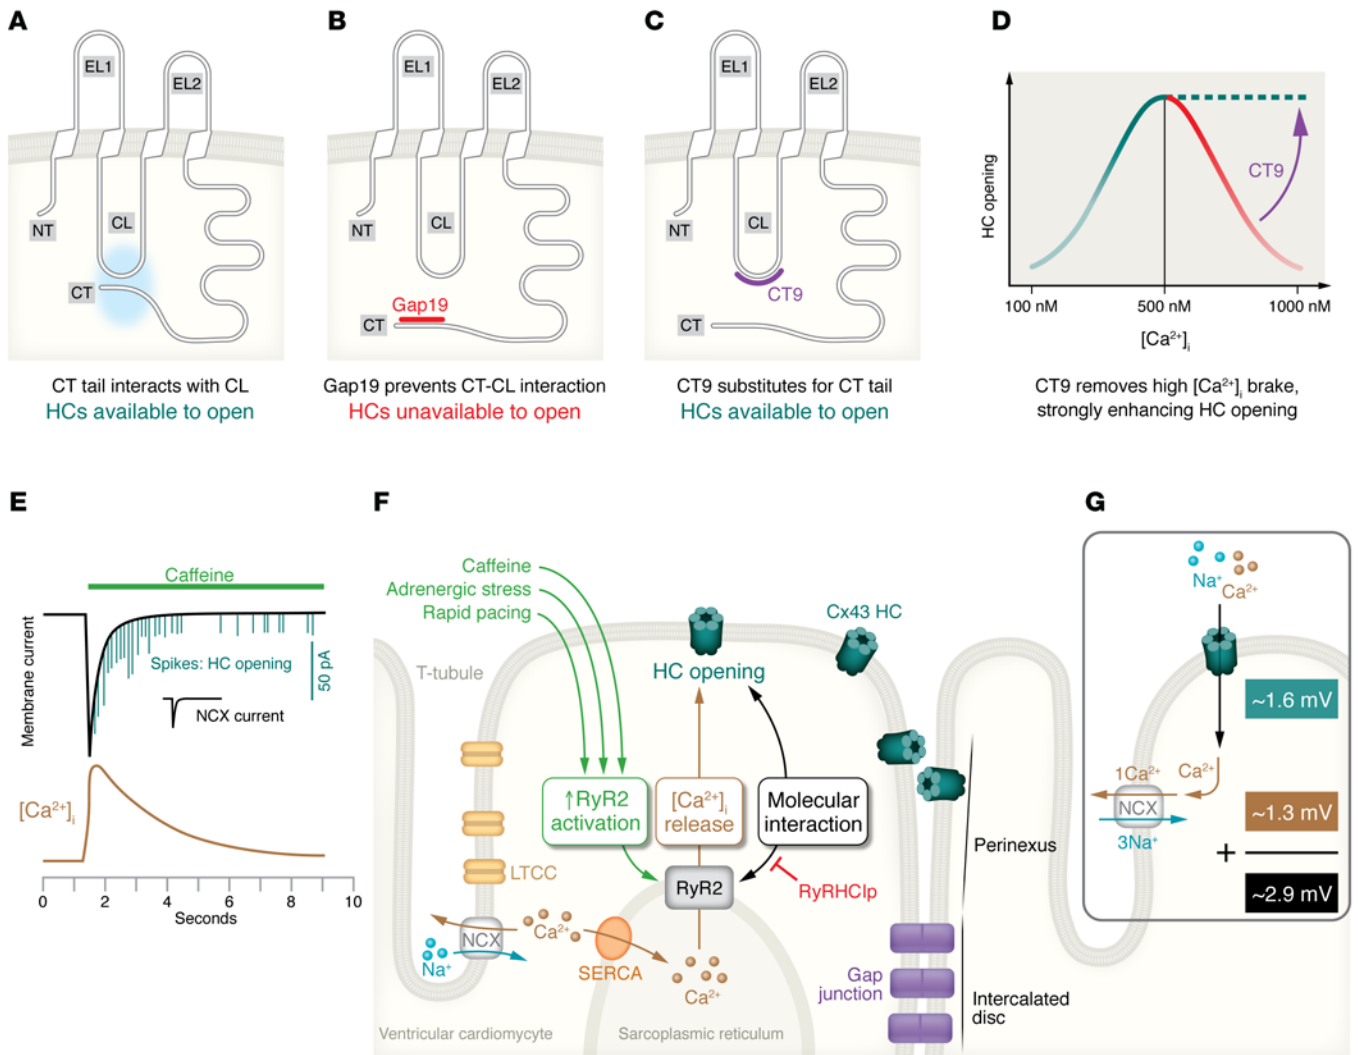 A
EL1
EL2
NT
CL
CT
CT tail interacts with CL
HCs available to open
B
EL1
EL2
NT
CL
Gap19
CT
Gap19 prevents CT-CL interaction
HCs unavailable to open
C
EL1
EL2
NT
CL
CT9
CT
CT9 substitutes for CT tail
HCs available to open
D
HC opening
CT9
100 nM
500 nM
1000 nM
[Ca²⁺]ᵢ
CT9 removes high [Ca²⁺]ᵢ brake,
strongly enhancing HC opening
E
Caffeine
Membrane current
Spikes: HC opening
50 pA
NCX current
[Ca²⁺]ᵢ
0 2 4 6 8 10
Seconds
F
Caffeine
Adrenergic stress
Rapid pacing
T-tubule
HC opening
Cx43 HC
↑RyR2
activation
[Ca²⁺]ᵢ
release
Molecular
interaction
LTCC
RyR2
RyRHCIp
Perinexus
NCX
Ca²⁺
Na⁺
SERCA
Ca²⁺
Gap
junction
Intercalated
disc
Ventricular cardiomcyte
Sarcoplasmic reticulum
G
Na⁺
Ca²⁺
~1.6 mV
1Ca²⁺
Ca²⁺
NCX
3Na⁺
~1.3 mV
+
~2.9 mV